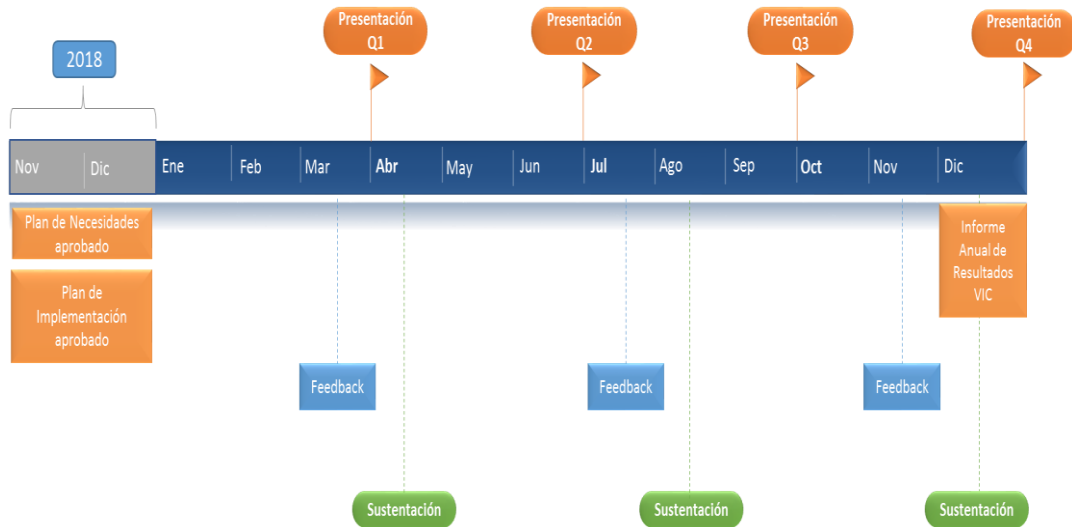 Presentación
Q1
Presentación
Q2
Presentación
Q3
Presentación
Q4
2018
Nov
Dic
Ene
Feb
Mar
Abr
May
Jun
Jul
Ago
Sep
Oct
Nov
Dic
Plan de Necesidades
aprobado
Plan de
Implementación
aprobado
Informe
Anual de
Resultados
VIC
Feedback
Feedback
Feedback
Sustentación
Sustentación
Sustentación